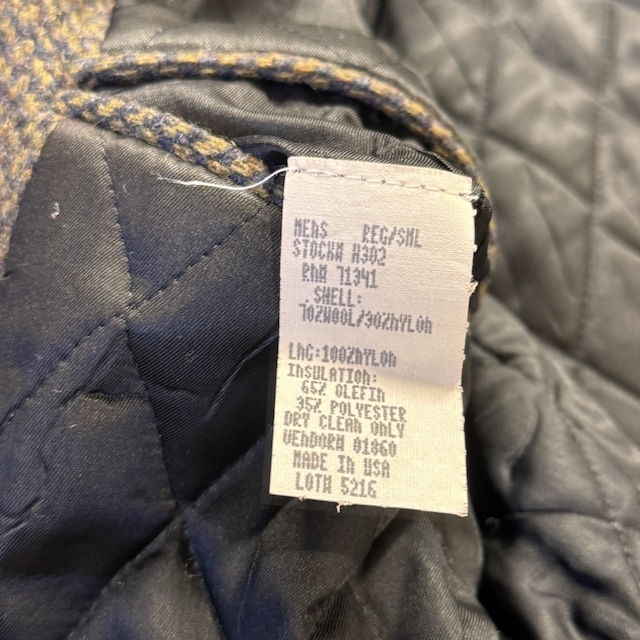 MENS REG/SML
STOCK# H302
RN# 71341
SHELL:
70%WOOL/30%NYLON
LNG:100%NYLON
INSULATION:
65% OLEFIN
35% POLYESTER
DRY CLEAN ONLY
VENDOR# 01860
MADE IN USA
LOT# 5216